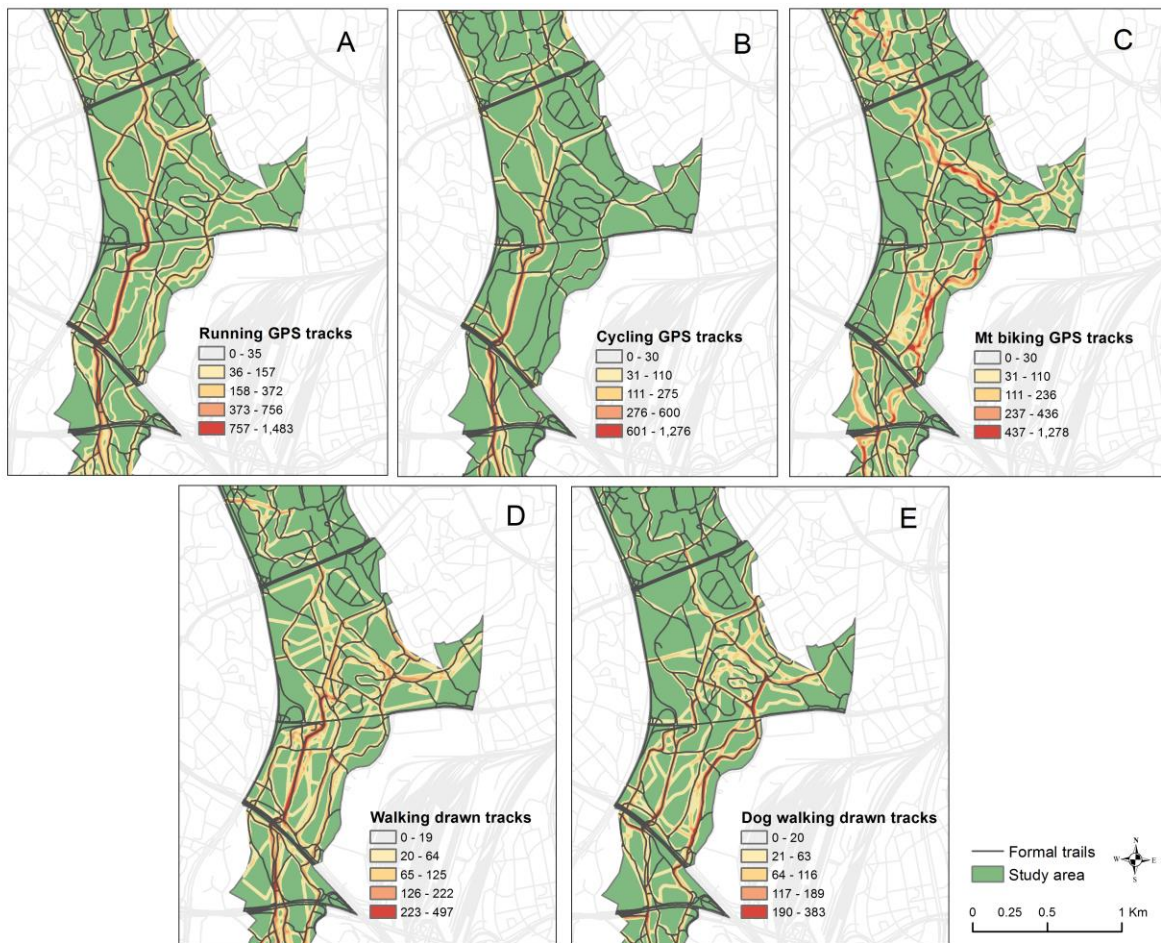 A
Running GPS tracks
0 - 35
36 - 157
158 - 372
373 - 756
757 - 1,483
B
Cycling GPS tracks
0 - 30
31 - 110
111 - 275
276 - 600
601 - 1,276
C
Mt biking GPS tracks
0 - 30
31 - 110
111 - 236
237 - 436
437 - 1,278
D
Walking drawn tracks
0 - 19
20 - 64
65 - 125
126 - 222
223 - 497
E
Dog walking drawn tracks
0 - 20
21 - 63
64 - 116
117 - 189
190 - 383
Formal trails
Study area
N
W E
S
0 0.25 0.5 1 Km